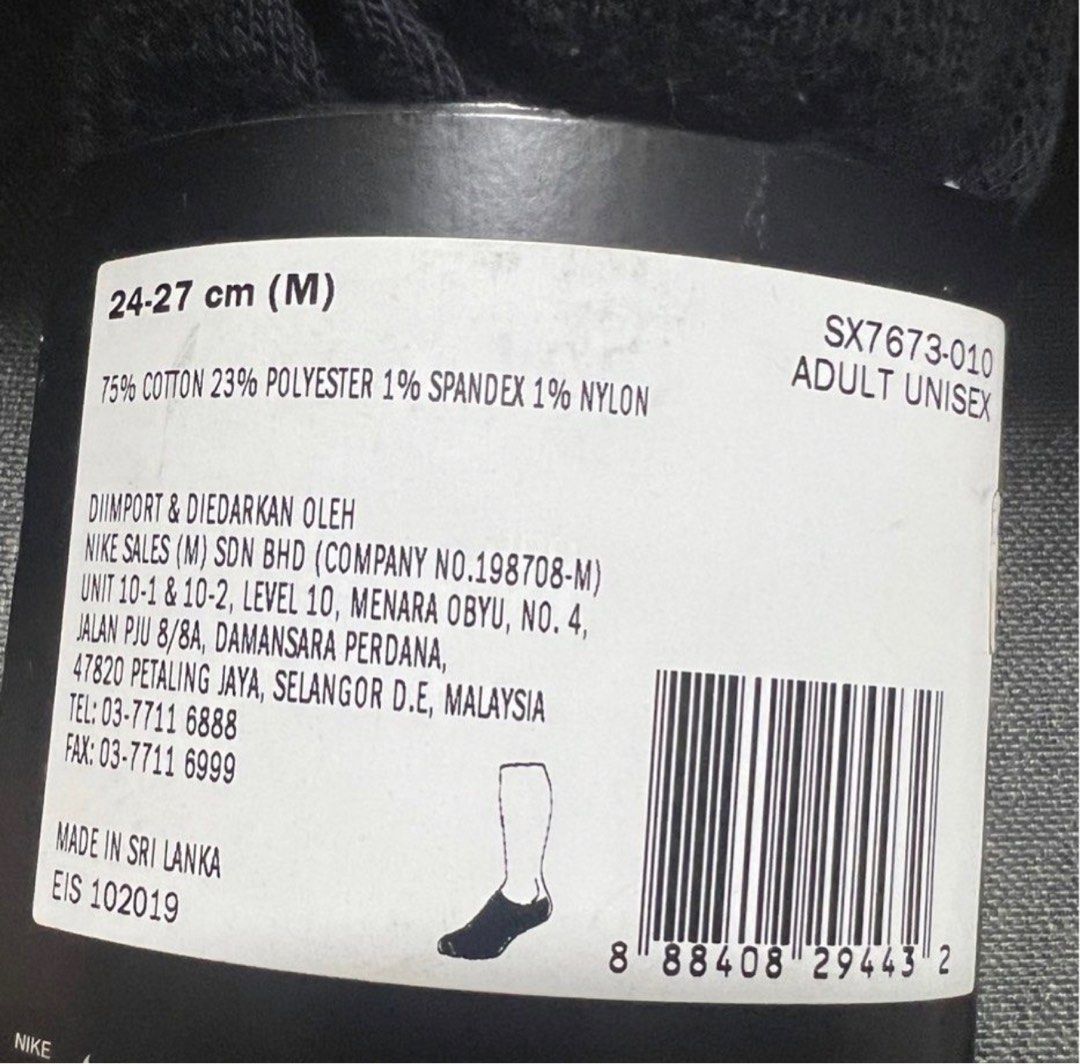 24-27 cm (M)
SX7673-010
ADULT UNISEX
75% COTTON 23% POLYESTER 1% SPANDEX 1% NYLON
DIIMPORT & DIEDARKAN OLEH
NIKE SALES (M) SDN BHD (COMPANY NO.198708-M)
UNIT 10-1 & 10-2, LEVEL 10, MENARA OBYU, NO. 4,
JALAN PJU 8/8A, DAMANSARA PERDANA,
47820 PETALING JAYA, SELANGOR D.E, MALAYSIA
TEL: 03-7711 6888
FAX: 03-7711 6999
MADE IN SRI LANKA
EIS 102019
8 88408 29443 2
NIKE